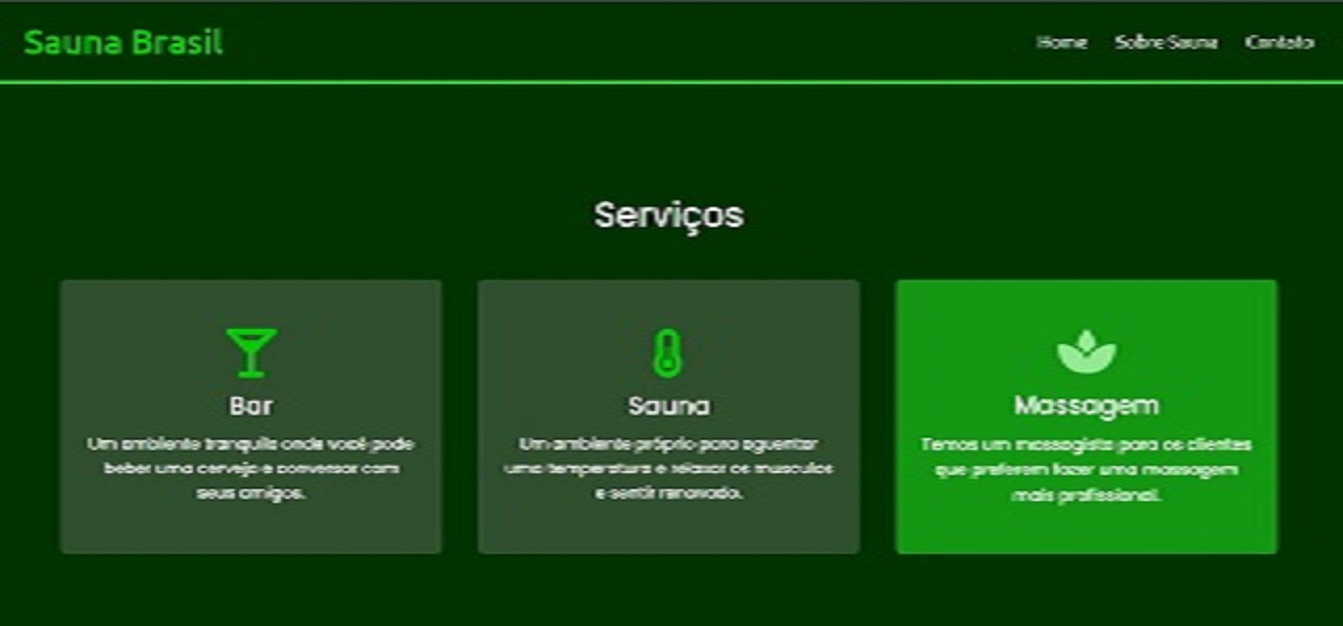 Sauna Brasil
Home Sobre Sauna Contato
Serviços
Bar
Um ambiente tranquilo onde você pode
beber uma cerveja e conversar com
seus amigos.
Sauna
Um ambiente próprio para aguentar
uma temperatura e relaxar os musculos
e sentir renovado.
Massagem
Temos um massagista para os clientes
que preferem fazer uma massagem
mais profissional.